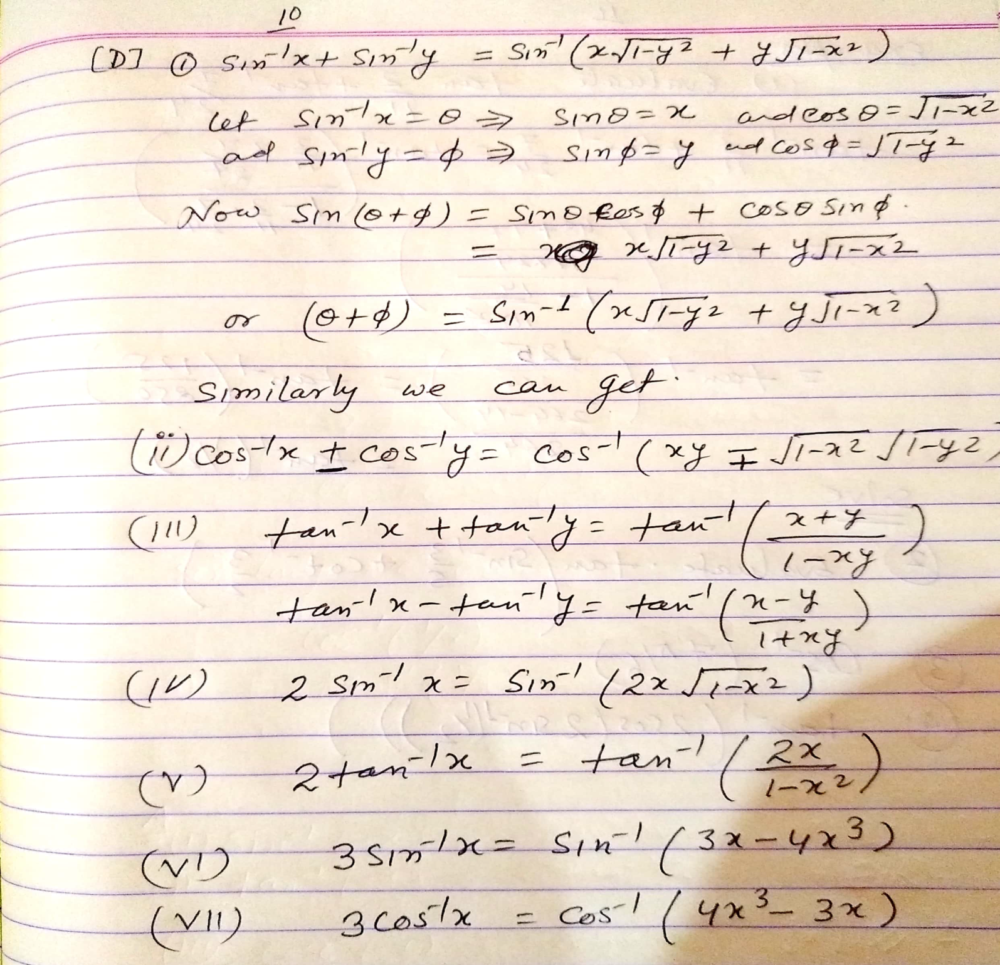 10
[D] ① sin⁻¹x + sin⁻¹y = sin⁻¹ (x√1-y² + y√1-x²)
let sin⁻¹x = θ ⇒ sinθ = x and cosθ = √1-x²
ad sin⁻¹y = ϕ ⇒ sinϕ = y and cosϕ = √1-y²
Now sin (θ+ϕ) = sinθ cosϕ + cosθ sinϕ.
= x√1-y² + y√1-x²
or (θ+ϕ) = sin⁻¹ (x√1-y² + y√1-x²)
Similarly we can get.
(ii) cos⁻¹x ± cos⁻¹y = cos⁻¹ (xy ∓ √1-x² √1-y²)
(III) tan⁻¹x + tan⁻¹y = tan⁻¹ ((x+y)/(1-xy))
tan⁻¹x - tan⁻¹y = tan⁻¹ ((x-y)/(1+xy))
(IV) 2 sin⁻¹ x = sin⁻¹ (2x √1-x²)
(V) 2 tan⁻¹x = tan⁻¹ (2x/(1-x²))
(VI) 3 sin⁻¹x = sin⁻¹ (3x - 4x³)
(VII) 3 cos⁻¹x = cos⁻¹ (4x³ - 3x)